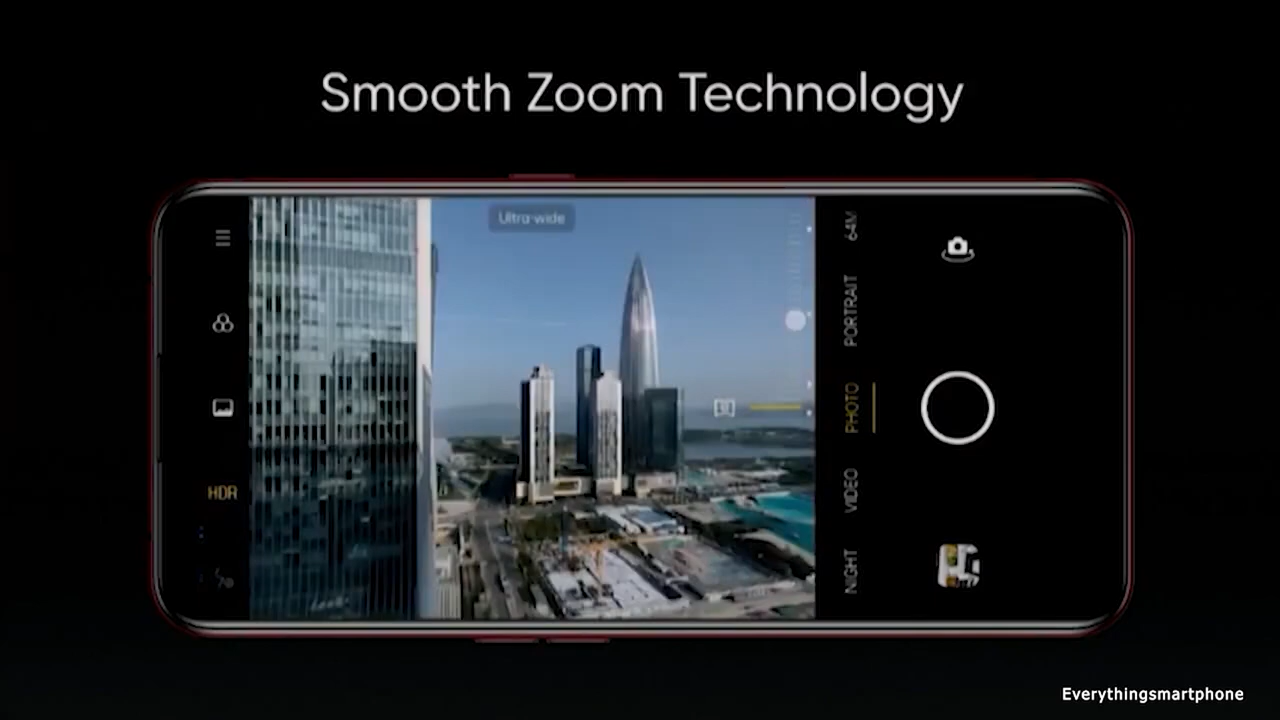 Smooth Zoom Technology
Ultra-wide
HDR
64M
PORTRAIT
PHOTO
VIDEO
NIGHT
Everythingsmartphone